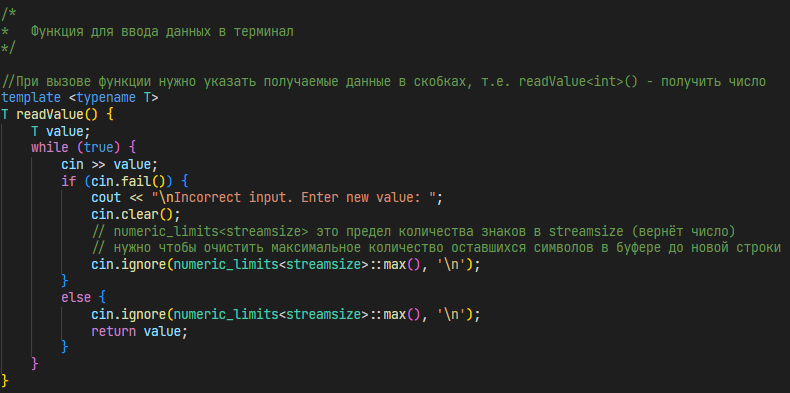 /*
*   Функция для ввода данных в терминал
*/
//При вызове функции нужно указать получаемые данные в скобках, т.е. readValue<int>() - получить число
template <typename T>
T readValue() {
    T value;
    while (true) {
        cin >> value;
        if (cin.fail()) {
            cout << "\nIncorrect input. Enter new value: ";
            cin.clear();
            // numeric_limits<streamsize> это предел количества знаков в streamsize (вернёт число)
            // нужно чтобы очистить максимальное количество оставшихся символов в буфере до новой строки
            cin.ignore(numeric_limits<streamsize>::max(), '\n');
        }
        else {
            cin.ignore(numeric_limits<streamsize>::max(), '\n');
            return value;
        }
    }
}